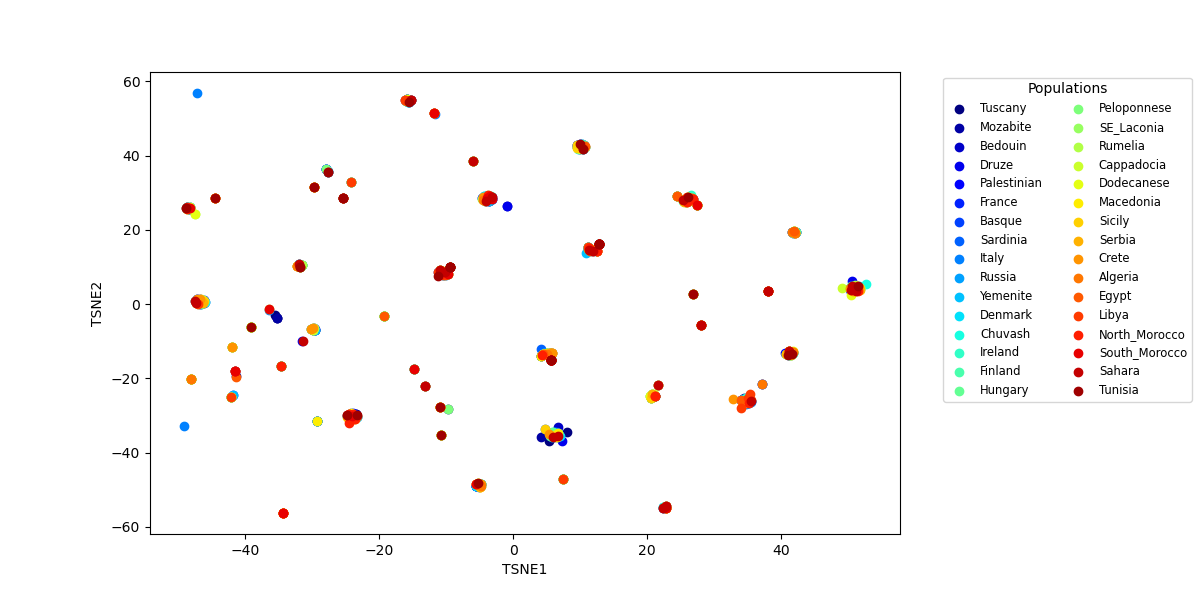 Populations
Tuscany
Mozabite
Bedouin
Druze
Palestinian
France
Basque
Sardinia
Italy
Russia
Yemenite
Denmark
Chuvash
Ireland
Finland
Hungary
Peloponnese
SE_Laconia
Rumelia
Cappadocia
Dodecanese
Macedonia
Sicily
Serbia
Crete
Algeria
Egypt
Libya
North_Morocco
South_Morocco
Sahara
Tunisia
TSNE2
60
40
20
0
−20
−40
−60
−40
−20
0
20
40
TSNE1